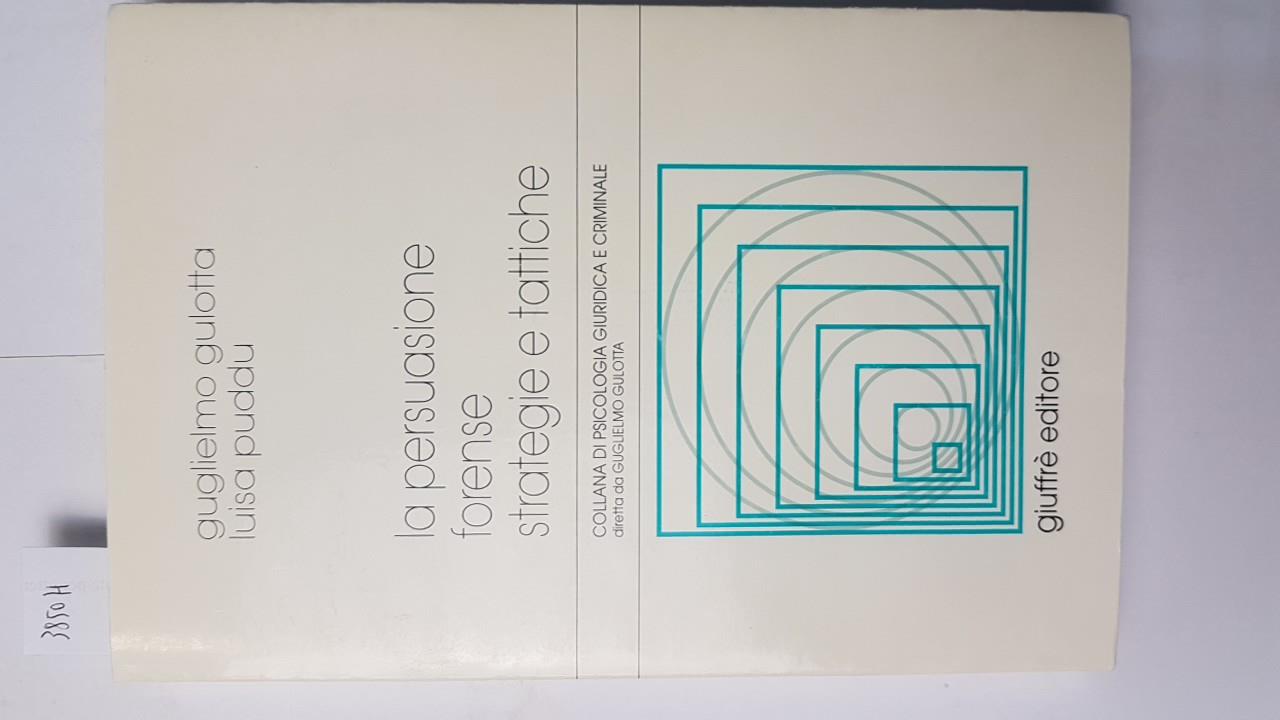 3850H
guglielmo gulotta
luisa puddu
la persuasione
forense
strategie e tattiche
COLLANA DI PSICOLOGIA GIURIDICA E CRIMINALE
diretta da GUGLIELMO GULOTTA
giuffrè editore